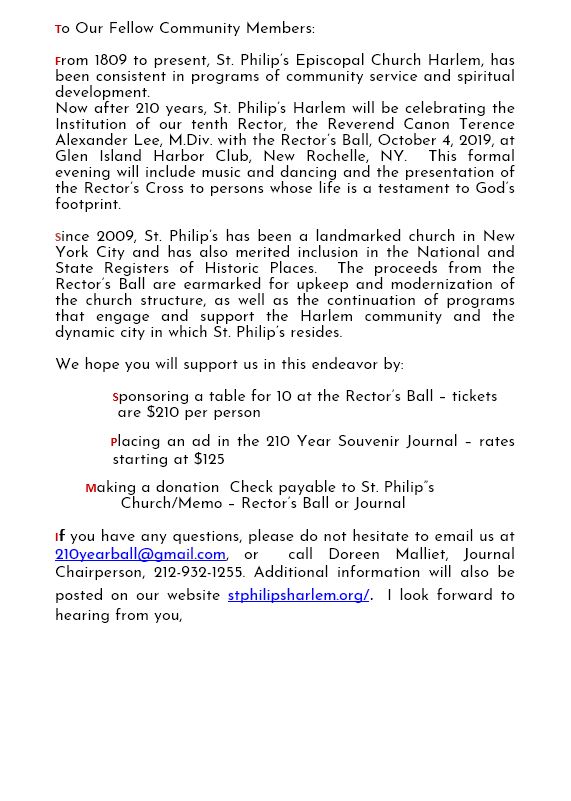 To Our Fellow Community Members:
From 1809 to present, St. Philip's Episcopal Church Harlem, has
been consistent in programs of community service and spiritual
development.
Now after 210 years, St. Philip's Harlem will be celebrating the
Institution of our tenth Rector, the Reverend Canon Terence
Alexander Lee, M.Div. with the Rector's Ball, October 4, 2019, at
Glen Island Harbor Club, New Rochelle, NY. This formal
evening will include music and dancing and the presentation of
the Rector's Cross to persons whose life is a testament to God's
footprint.
Since 2009, St. Philip's has been a landmarked church in New
York City and has also merited inclusion in the National and
State Registers of Historic Places. The proceeds from the
Rector's Ball are earmarked for upkeep and modernization of
the church structure, as well as the continuation of programs
that engage and support the Harlem community and the
dynamic city in which St. Philip's resides.
We hope you will support us in this endeavor by:
Sponsoring a table for 10 at the Rector's Ball – tickets
are $210 per person
Placing an ad in the 210 Year Souvenir Journal – rates
starting at $125
Making a donation Check payable to St. Philip"s
Church/Memo – Rector's Ball or Journal
If you have any questions, please do not hesitate to email us at
210yearball@gmail.com, or call Doreen Malliet, Journal
Chairperson, 212-932-1255. Additional information will also be
posted on our website stphilipsharlem.org/. I look forward to
hearing from you,